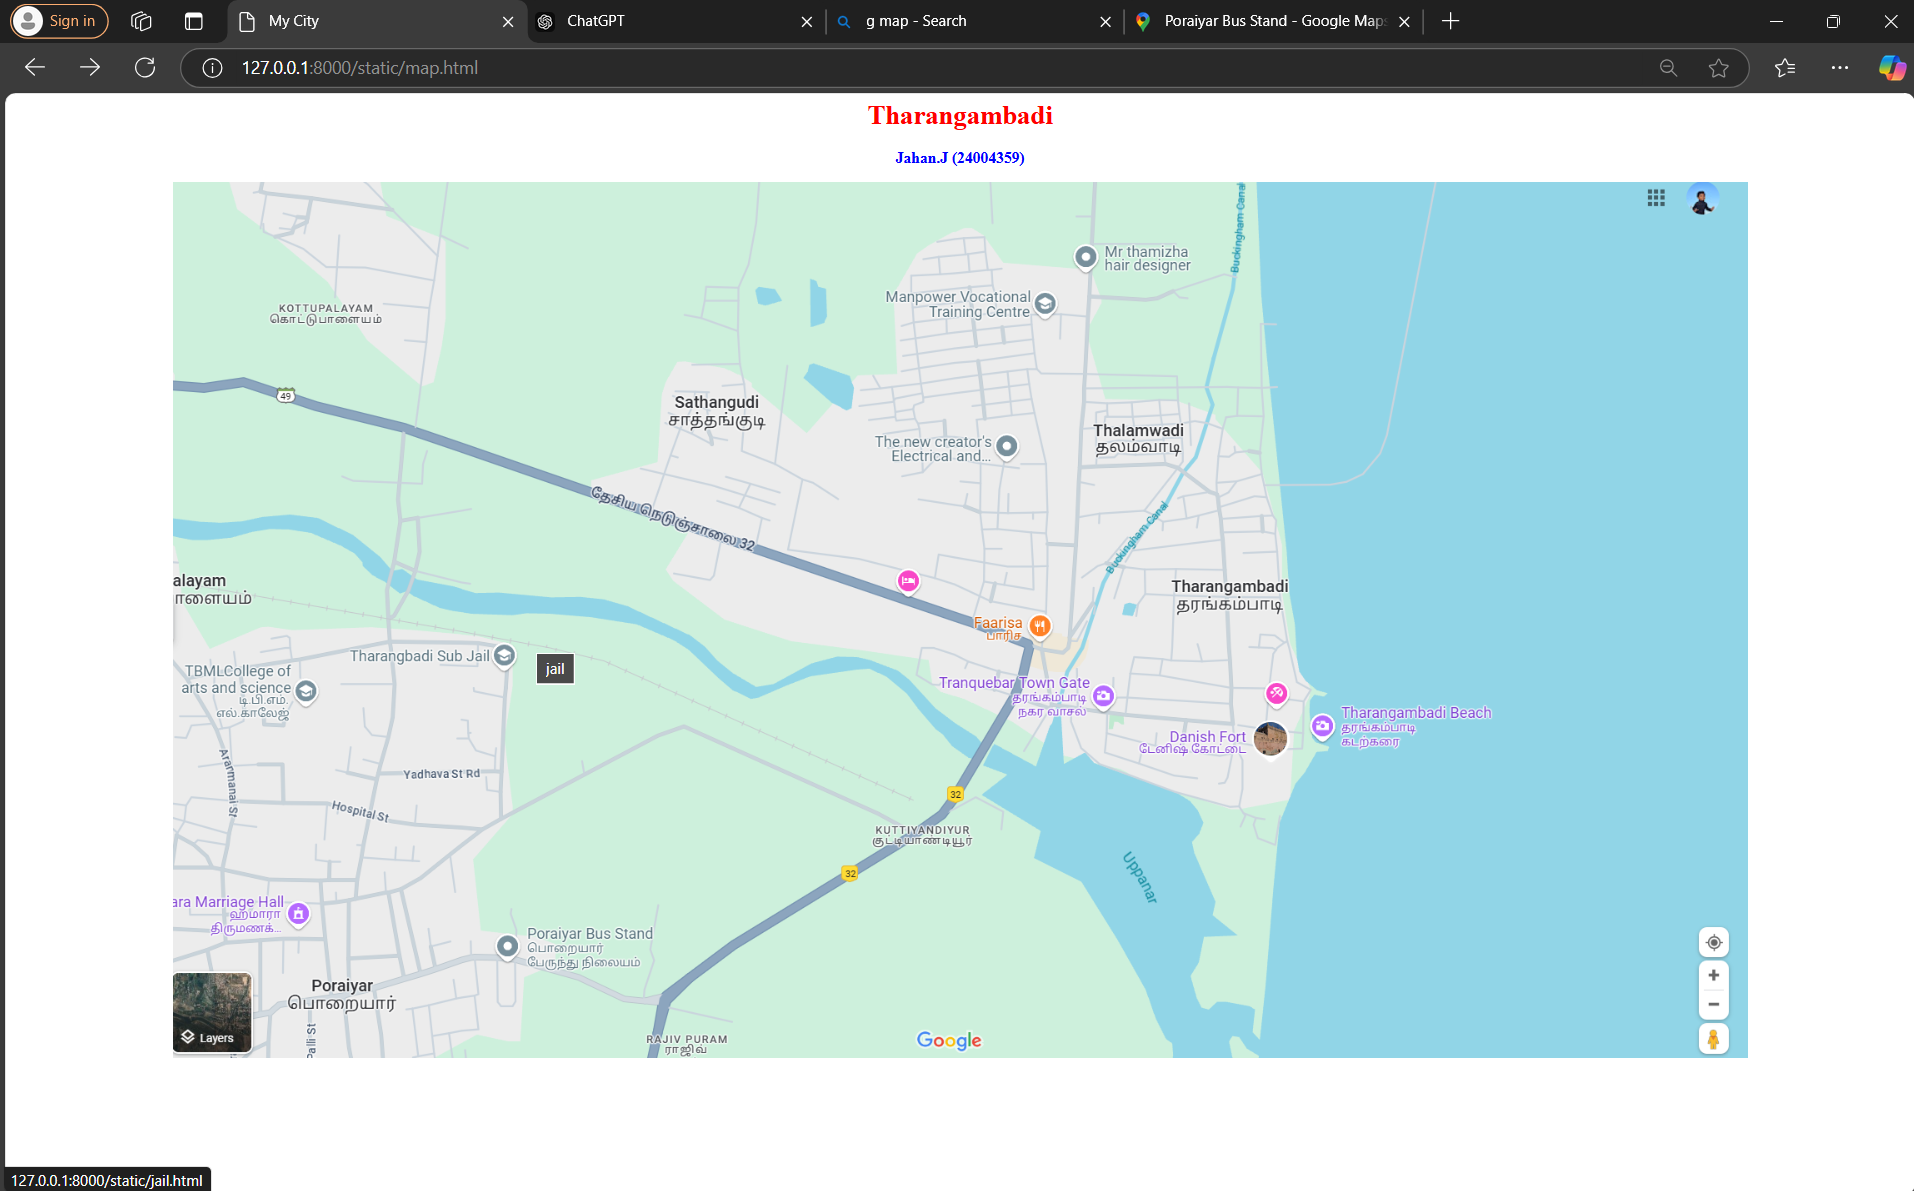 Sign in
My City
ChatGPT
g map - Search
Poraiyar Bus Stand - Google Maps
127.0.0.1:8000/static/map.html
Tharangambadi
Jahan.J (24004359)
Buckingham Canal
Mr thamizha
hair designer
Manpower Vocational
Training Centre
KOTTUPALAYAM
கொட்டுபாளையம்
49
Sathangudi
சாத்தங்குடி
The new creator's
Electrical and...
Thalamwadi
தலம்வாடி
தேசிய நெடுஞ்சாலை 32
Buckingham Canal
alayam
ாளையம்
Tharangambadi
தரங்கம்பாடி
Faarisa
பாரிச
Tharangbadi Sub Jail
jail
TBMLCollege of
arts and science
டி.பி.எம்.
எல்.காலேஜ்
Tranquebar Town Gate
தரங்கம்பாடி
நகர வாசல்
Tharangambadi Beach
தரங்கம்பாடி
கடற்கரை
Danish Fort
டேனிஷ் கோட்டை
Ararmanai St
Yadhava St Rd
Hospital St
32
KUTTIYANDIYUR
குட்டியாண்டியூர்
32
Uppanar
ara Marriage Hall
ஹ்மாரா
திருமணக்...
Poraiyar Bus Stand
பொறையார்
பேருந்து நிலையம்
Poraiyar
பொறையார்
Palli St
Layers
RAJIV PURAM
ராஜிவ்
Google
127.0.0.1:8000/static/jail.html